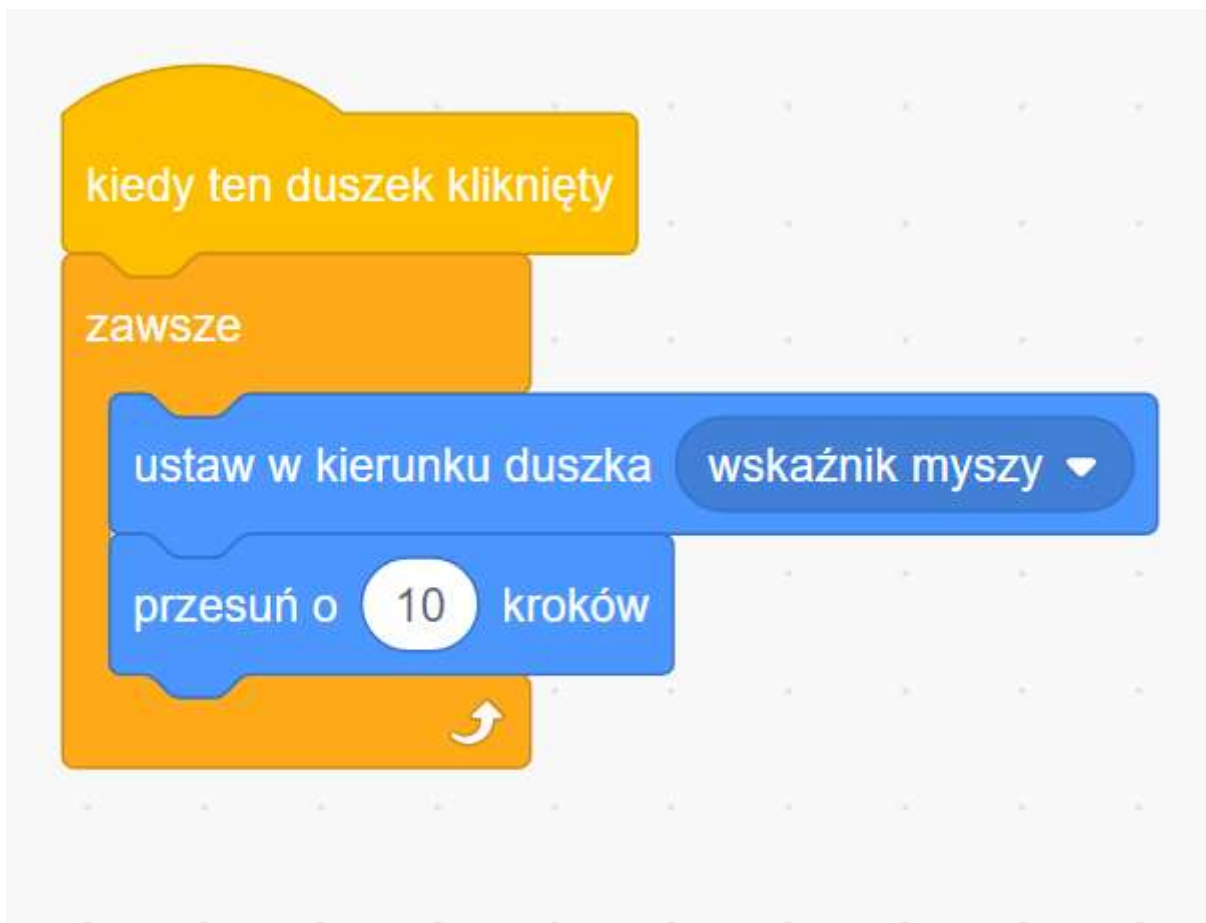 kiedy ten duszek kliknięty
zawsze
ustaw w kierunku duszka wskaźnik myszy
przesuń o 10 kroków